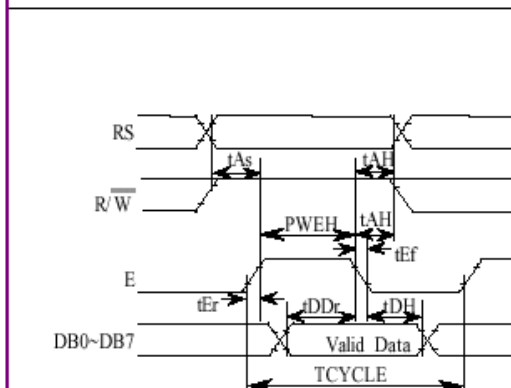 RS
tAs
tAH
R/W
PWEH
tAH
tEf
E
tEr
tDDr
tDH
DB0~DB7
Valid Data
TCYCLE